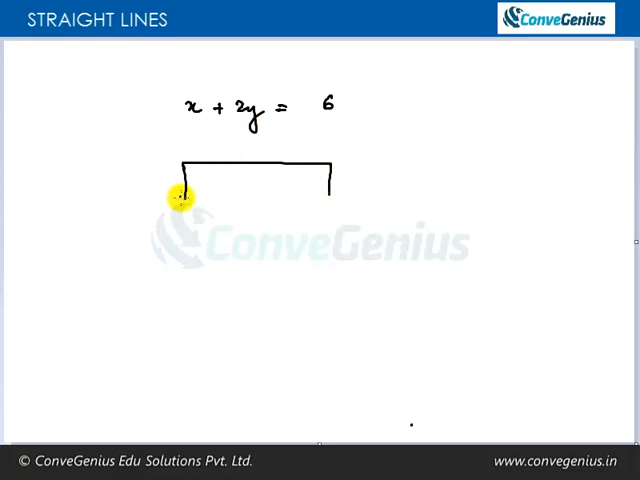 STRAIGHT LINES
ConveGenius
x + 2y = 6
ConveGenius
© ConveGenius Edu Solutions Pvt. Ltd.
www.convegenius.in